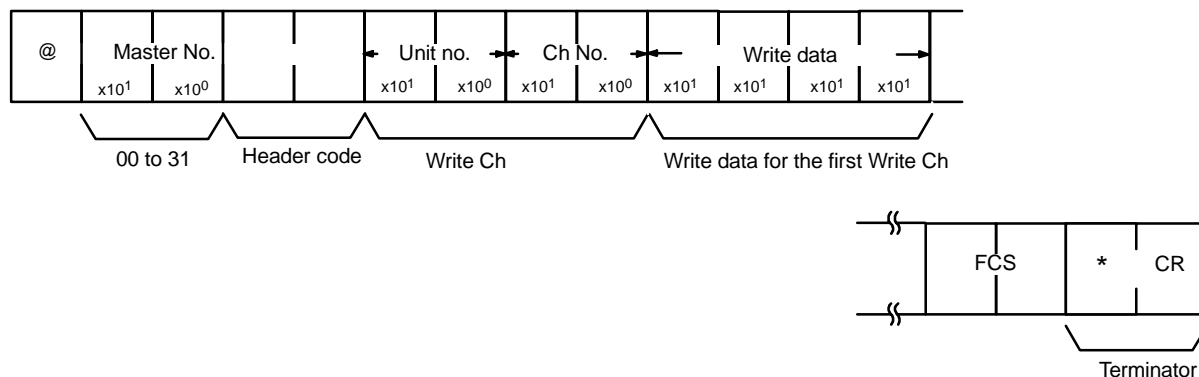 @ Master No. Unit no. Ch No. Write data
x10¹ x10⁰ x10¹ x10⁰ x10¹ x10⁰ x10¹ x10¹ x10¹ x10¹
00 to 31 Header code Write Ch Write data for the first Write Ch
FCS * CR
Terminator